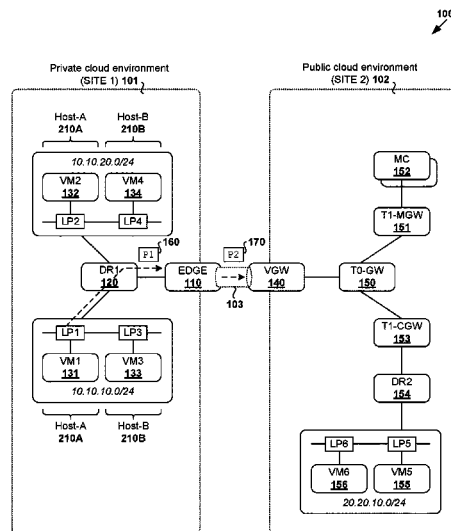 100
Private cloud environment
(SITE 1) 101
Public cloud environment
(SITE 2) 102
Host-A
210A
Host-B
210B
10.10.20.0/24
VM2
132
VM4
134
LP2
LP4
MC
152
T1-MGW
151
P1
160
P2
170
DR1
120
EDGE
110
103
VGW
140
T0-GW
150
LP1
LP3
VM1
131
VM3
133
10.10.10.0/24
Host-A
210A
Host-B
210B
T1-CGW
153
DR2
154
LP6
LP5
VM6
156
VM5
155
20.20.10.0/24